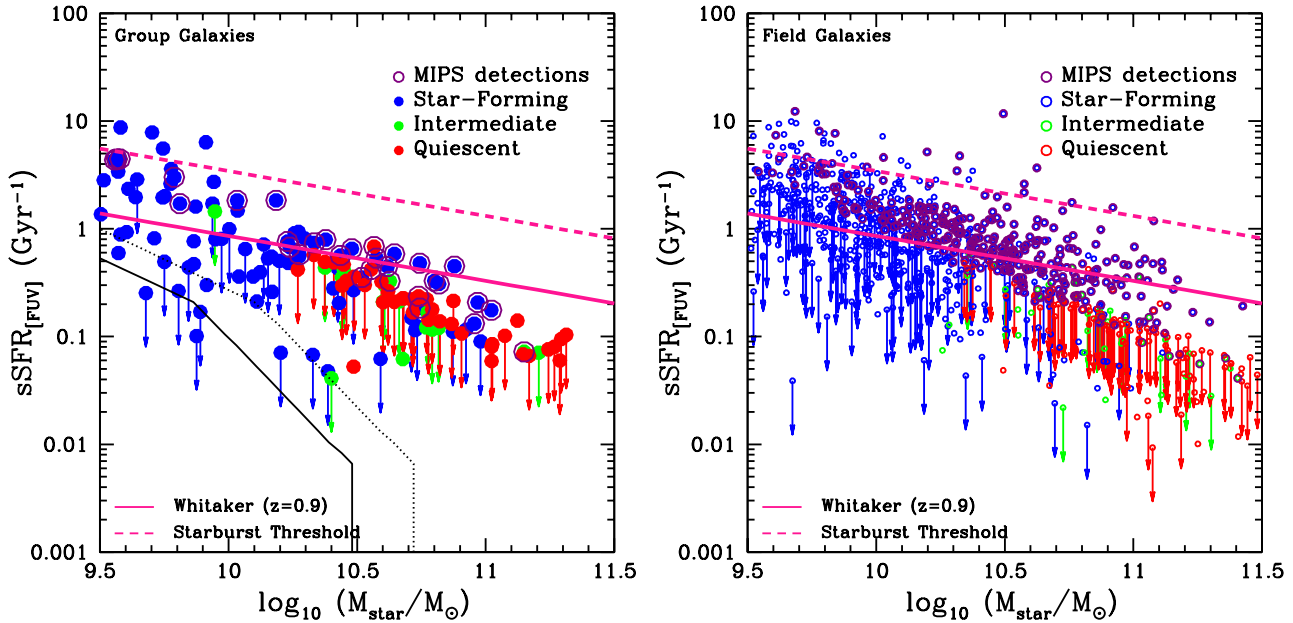 Group Galaxies
MIPS detections
Star-Forming
Intermediate
Quiescent
Whitaker (z=0.9)
Starburst Threshold
100
10
1
0.1
0.01
0.001
sSFR[FUV] (Gyr⁻¹)
9.5 10 10.5 11 11.5
log₁₀ (Mstar/M⊙)
Field Galaxies
MIPS detections
Star-Forming
Intermediate
Quiescent
Whitaker (z=0.9)
Starburst Threshold
100
10
1
0.1
0.01
0.001
sSFR[FUV] (Gyr⁻¹)
9.5 10 10.5 11 11.5
log₁₀ (Mstar/M⊙)